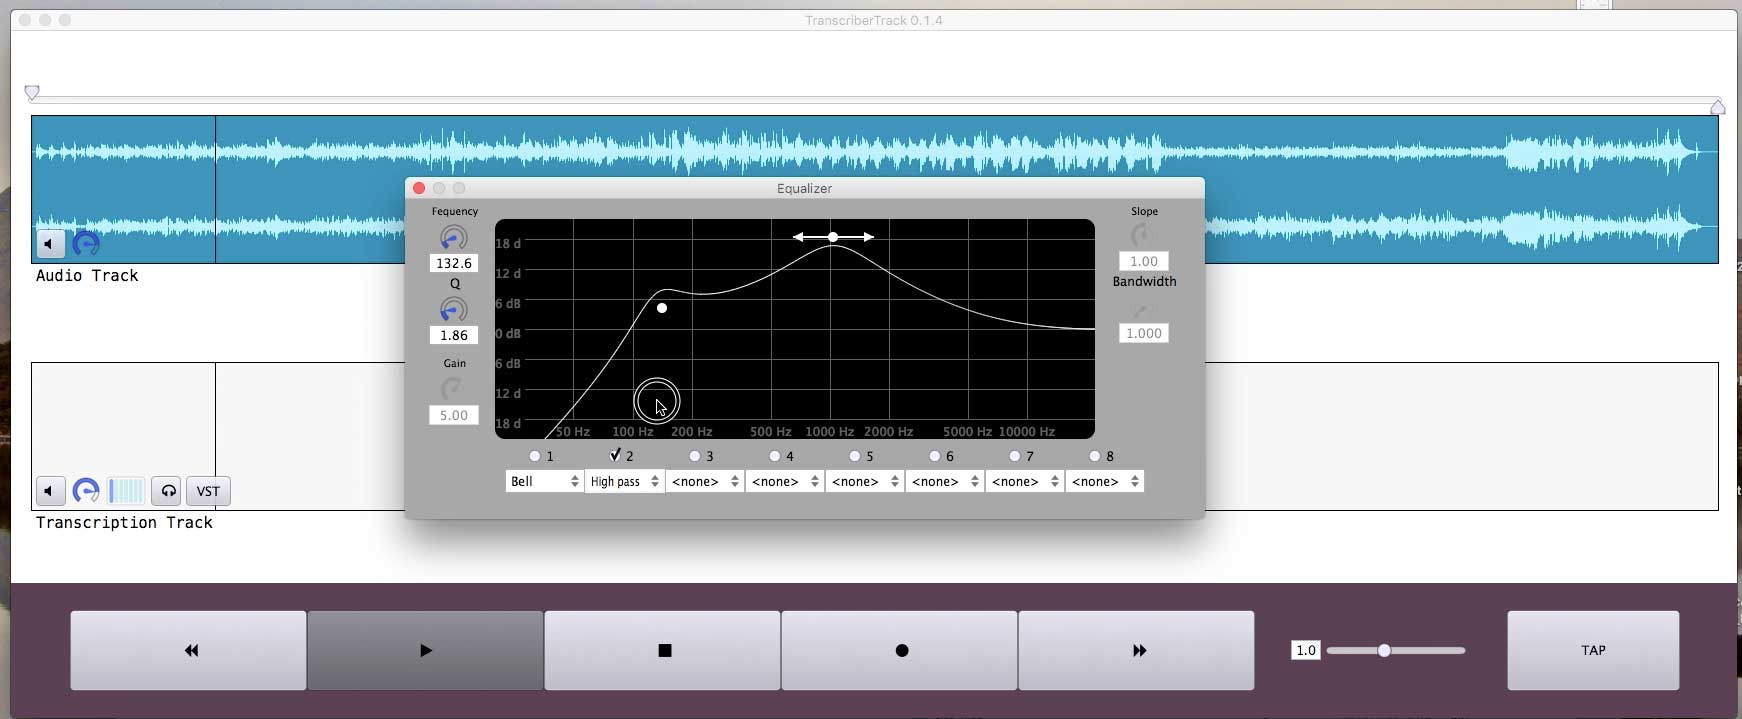 TranscriberTrack 0.1.4
Equalizer
Fequency
132.6
Q
1.86
Gain
5.00
18 d
12 d
6 dB
0 dB
6 dB
12 d
18 d
50 Hz 100 Hz 200 Hz 500 Hz 1000 Hz 2000 Hz 5000 Hz 10000 Hz
Slope
1.00
Bandwidth
1.000
1 2 3 4 5 6 7 8
Bell High pass <none> <none> <none> <none> <none> <none>
Audio Track
VST
Transcription Track
1.0
TAP